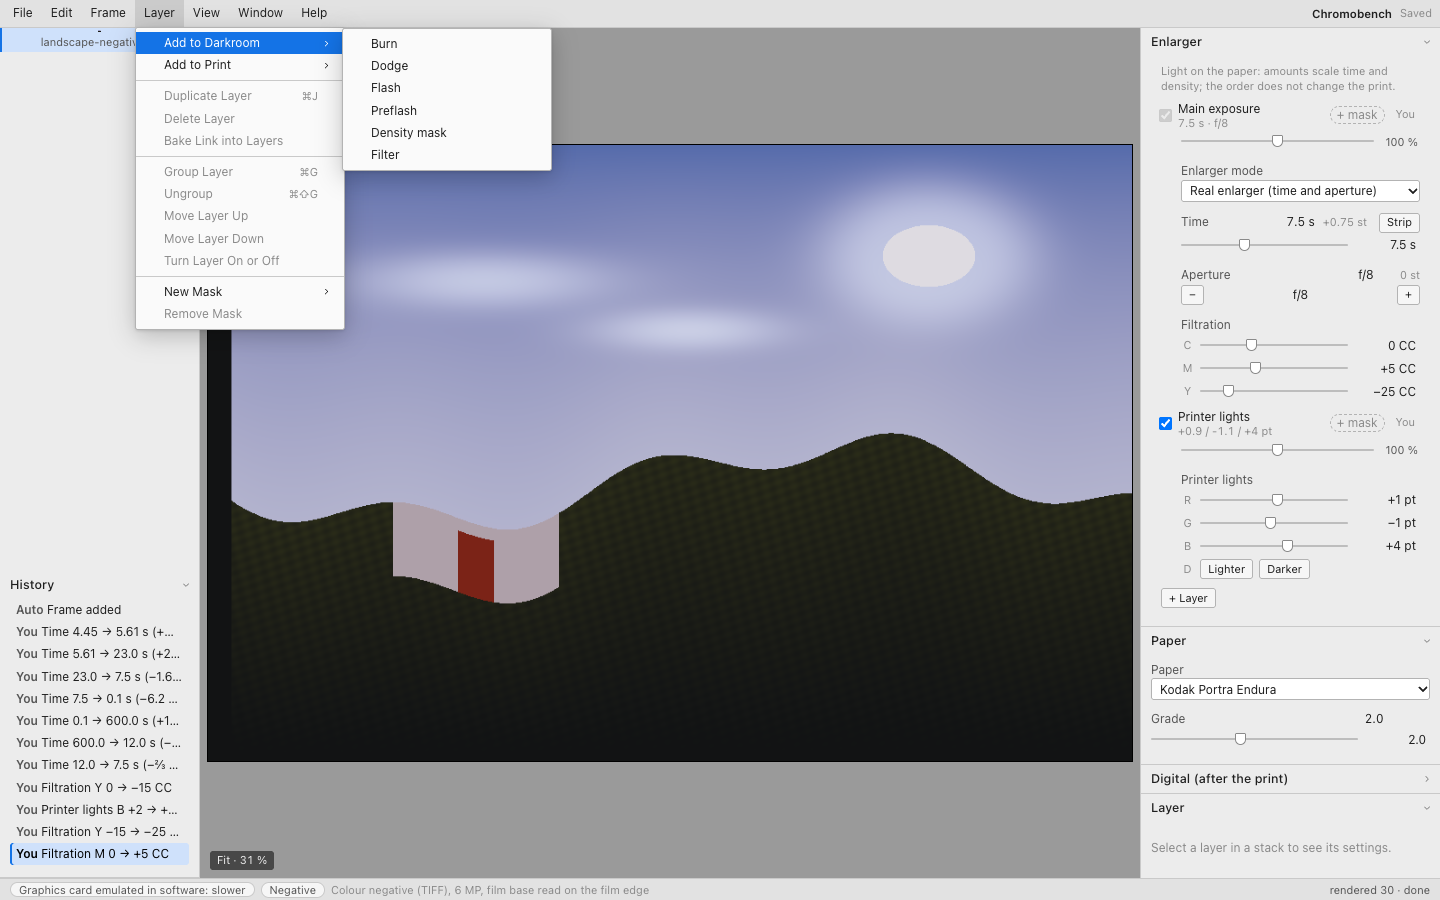 File Edit Frame Layer View Window Help
Chromobench Saved
landscape-negativ
Add to Darkroom
Add to Print
Duplicate Layer ⌘J
Delete Layer
Bake Link into Layers
Group Layer ⌘G
Ungroup ⌘⇧G
Move Layer Up
Move Layer Down
Turn Layer On or Off
New Mask
Remove Mask
Burn
Dodge
Flash
Preflash
Density mask
Filter
History
Auto Frame added
You Time 4.45 → 5.61 s (+...
You Time 5.61 → 23.0 s (+2...
You Time 23.0 → 7.5 s (−1.6...
You Time 7.5 → 0.1 s (−6.2 ...
You Time 0.1 → 600.0 s (+1...
You Time 600.0 → 12.0 s (−...
You Time 12.0 → 7.5 s (−⅔ ...
You Filtration Y 0 → −15 CC
You Printer lights B +2 → +...
You Filtration Y −15 → −25 ...
You Filtration M 0 → +5 CC
Fit · 31 %
Enlarger
Light on the paper: amounts scale time and
density; the order does not change the print.
Main exposure + mask You
7.5 s · f/8
100 %
Enlarger mode
Real enlarger (time and aperture)
Time 7.5 s +0.75 st Strip
7.5 s
Aperture f/8 0 st
− f/8 +
Filtration
C 0 CC
M +5 CC
Y −25 CC
Printer lights + mask You
+0.9 / -1.1 / +4 pt
100 %
Printer lights
R +1 pt
G −1 pt
B +4 pt
D Lighter Darker
+ Layer
Paper
Paper
Kodak Portra Endura
Grade 2.0
2.0
Digital (after the print)
Layer
Select a layer in a stack to see its settings.
Graphics card emulated in software: slower Negative Colour negative (TIFF), 6 MP, film base read on the film edge rendered 30 · done